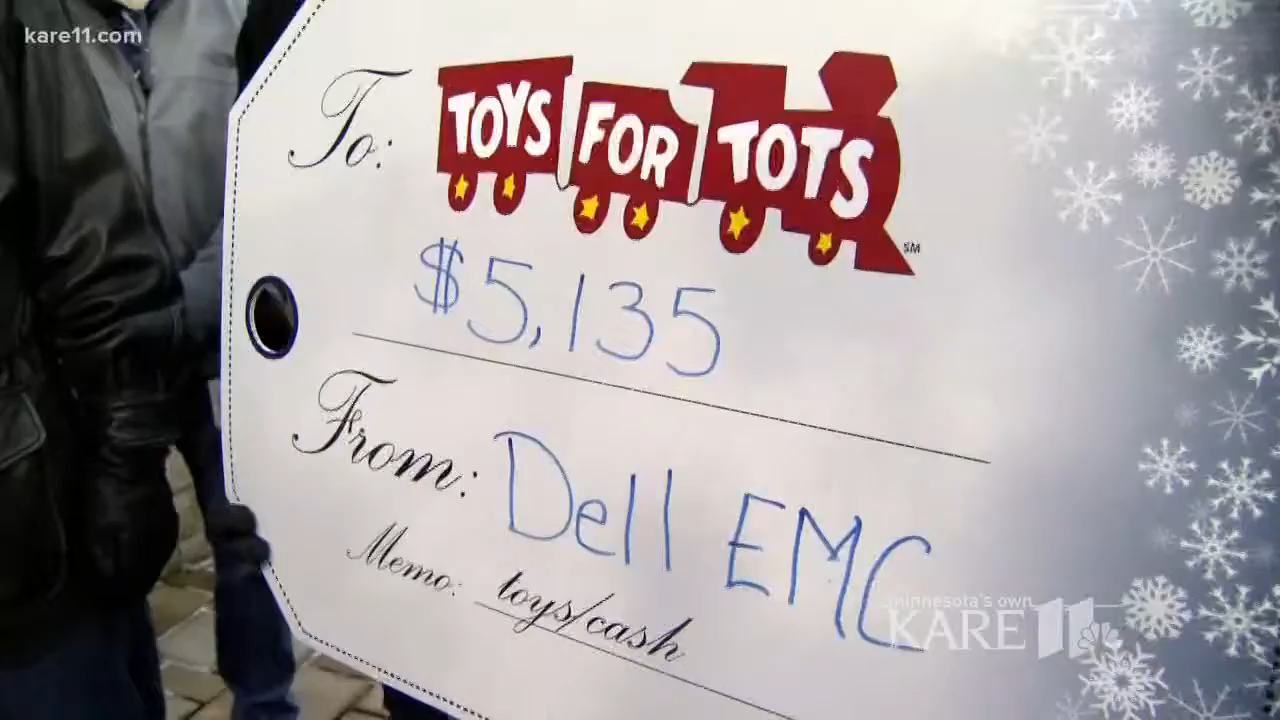 kare11.com
To: TOYS FOR TOTS SM
$5,135
From: Dell EMC
Memo: toys/cash
minnesota's own
KARE 11